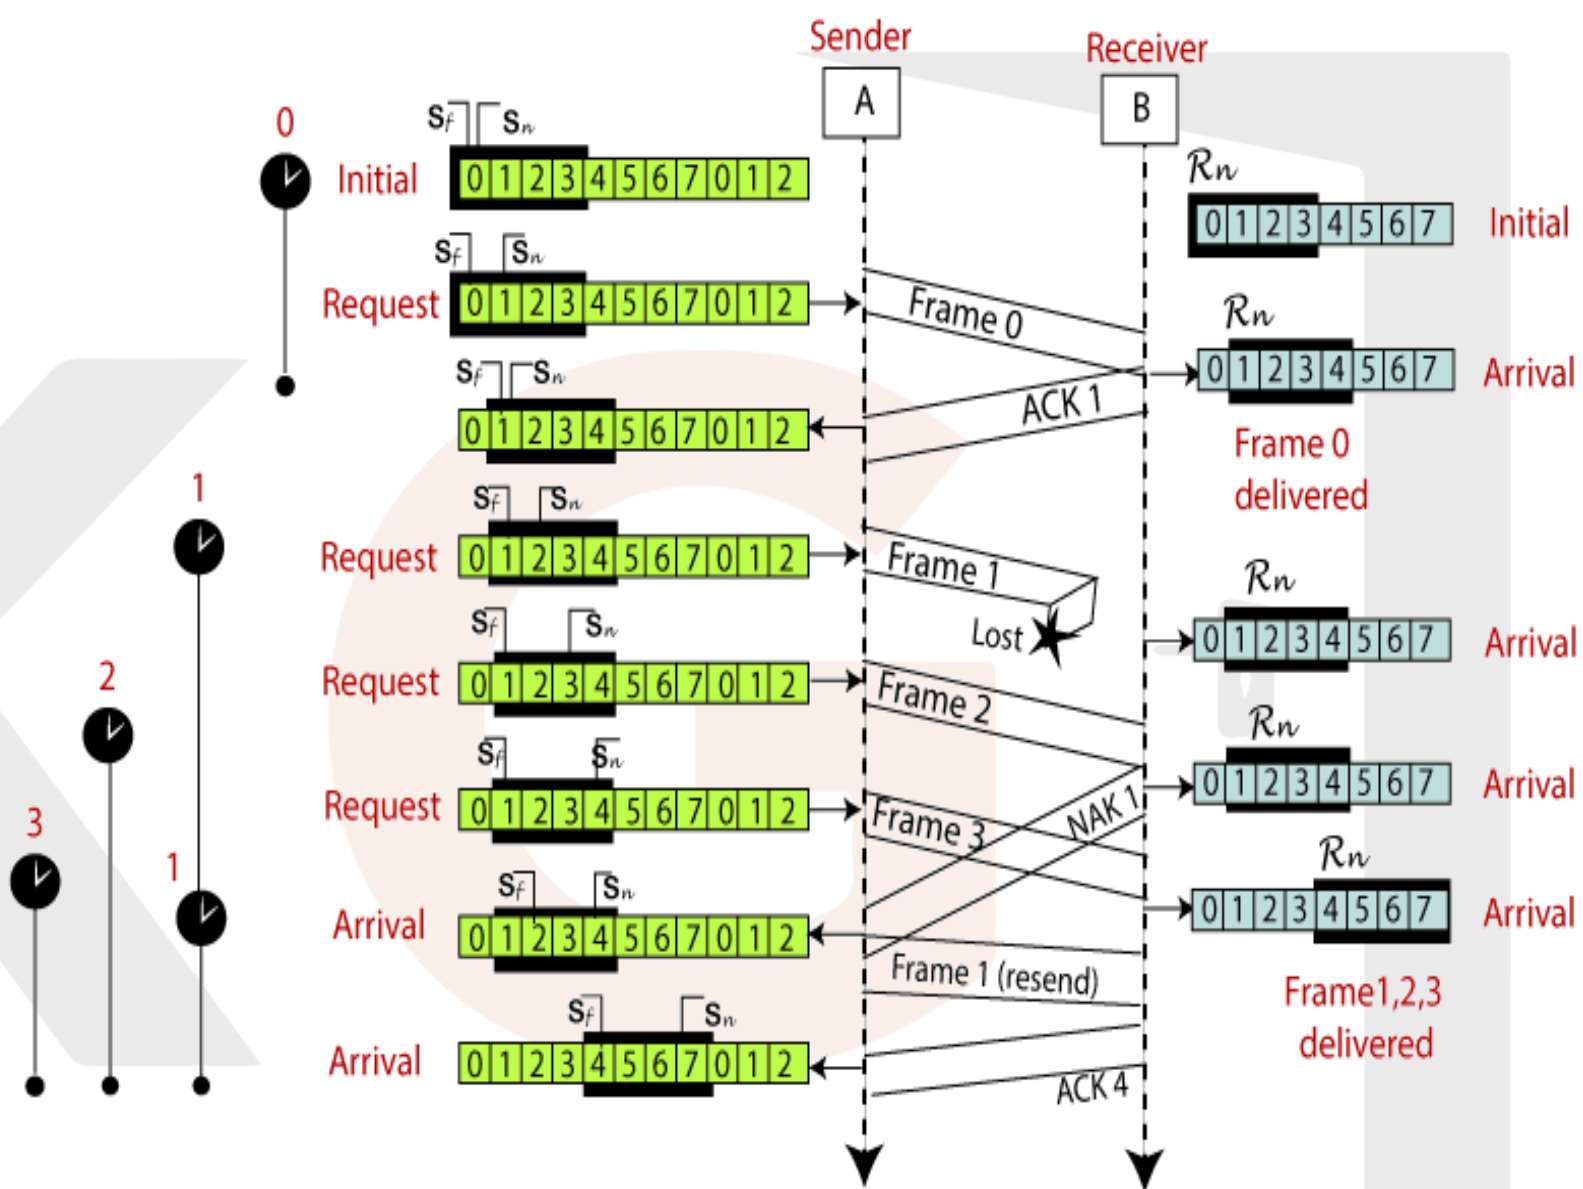 Sender
Receiver
A
B
0
Sf Sn
Initial
0 1 2 3 4 5 6 7 0 1 2
Rn
0 1 2 3 4 5 6 7
Initial
Sf Sn
Request
0 1 2 3 4 5 6 7 0 1 2
Frame 0
Rn
0 1 2 3 4 5 6 7
Arrival
Sf Sn
0 1 2 3 4 5 6 7 0 1 2
ACK 1
Frame 0
delivered
1
Sf Sn
Request
0 1 2 3 4 5 6 7 0 1 2
Frame 1
Lost
Rn
0 1 2 3 4 5 6 7
Arrival
Sf Sn
Request
0 1 2 3 4 5 6 7 0 1 2
Frame 2
2
Sf Sn
Request
0 1 2 3 4 5 6 7 0 1 2
Frame 3
NAK 1
Rn
0 1 2 3 4 5 6 7
Arrival
3
1
Sf Sn
Arrival
0 1 2 3 4 5 6 7 0 1 2
Frame 1 (resend)
Rn
0 1 2 3 4 5 6 7
Arrival
Frame1,2,3
delivered
Sf Sn
Arrival
0 1 2 3 4 5 6 7 0 1 2
ACK 4